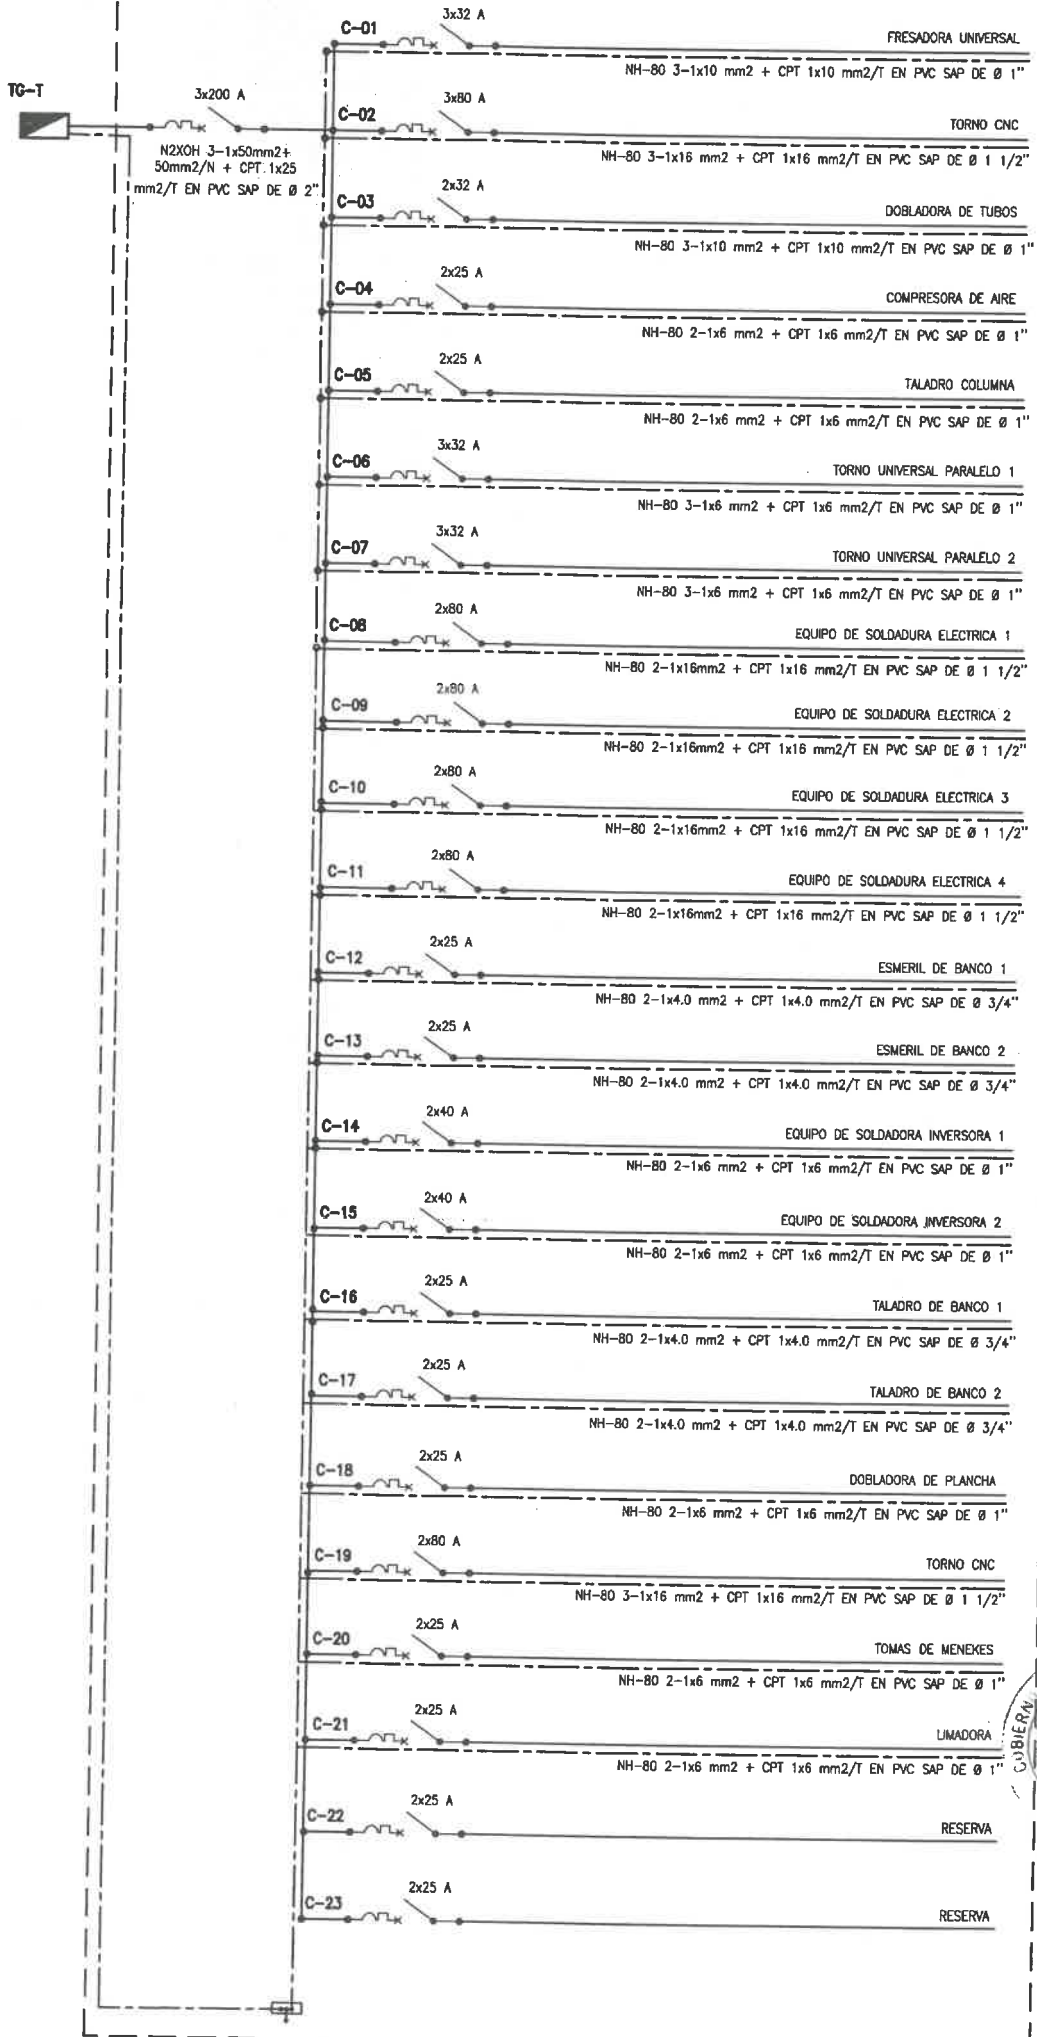 TG-T
3x200 A
N2XOH 3-1x50mm2+
50mm2/N + CPT 1x25
mm2/T EN PVC SAP DE Ø 2"
C-01
3x32 A
FRESADORA UNIVERSAL
NH-80 3-1x10 mm2 + CPT 1x10 mm2/T EN PVC SAP DE Ø 1"
C-02
3x80 A
TORNO CNC
NH-80 3-1x16 mm2 + CPT 1x16 mm2/T EN PVC SAP DE Ø 1 1/2"
C-03
2x32 A
DOBLADORA DE TUBOS
NH-80 3-1x10 mm2 + CPT 1x10 mm2/T EN PVC SAP DE Ø 1"
C-04
2x25 A
COMPRESORA DE AIRE
NH-80 2-1x6 mm2 + CPT 1x6 mm2/T EN PVC SAP DE Ø 1"
C-05
2x25 A
TALADRO COLUMNA
NH-80 2-1x6 mm2 + CPT 1x6 mm2/T EN PVC SAP DE Ø 1"
C-06
3x32 A
TORNO UNIVERSAL PARALELO 1
NH-80 3-1x6 mm2 + CPT 1x6 mm2/T EN PVC SAP DE Ø 1"
C-07
3x32 A
TORNO UNIVERSAL PARALELO 2
NH-80 3-1x6 mm2 + CPT 1x6 mm2/T EN PVC SAP DE Ø 1"
C-08
2x80 A
EQUIPO DE SOLDADURA ELECTRICA 1
NH-80 2-1x16mm2 + CPT 1x16 mm2/T EN PVC SAP DE Ø 1 1/2"
C-09
2x80 A
EQUIPO DE SOLDADURA ELECTRICA 2
NH-80 2-1x16mm2 + CPT 1x16 mm2/T EN PVC SAP DE Ø 1 1/2"
C-10
2x80 A
EQUIPO DE SOLDADURA ELECTRICA 3
NH-80 2-1x16mm2 + CPT 1x16 mm2/T EN PVC SAP DE Ø 1 1/2"
C-11
2x80 A
EQUIPO DE SOLDADURA ELECTRICA 4
NH-80 2-1x16mm2 + CPT 1x16 mm2/T EN PVC SAP DE Ø 1 1/2"
C-12
2x25 A
ESMERIL DE BANCO 1
NH-80 2-1x4.0 mm2 + CPT 1x4.0 mm2/T EN PVC SAP DE Ø 3/4"
C-13
2x25 A
ESMERIL DE BANCO 2
NH-80 2-1x4.0 mm2 + CPT 1x4.0 mm2/T EN PVC SAP DE Ø 3/4"
C-14
2x40 A
EQUIPO DE SOLDADORA INVERSORA 1
NH-80 2-1x6 mm2 + CPT 1x6 mm2/T EN PVC SAP DE Ø 1"
C-15
2x40 A
EQUIPO DE SOLDADORA INVERSORA 2
NH-80 2-1x6 mm2 + CPT 1x6 mm2/T EN PVC SAP DE Ø 1"
C-16
2x25 A
TALADRO DE BANCO 1
NH-80 2-1x4.0 mm2 + CPT 1x4.0 mm2/T EN PVC SAP DE Ø 3/4"
C-17
2x25 A
TALADRO DE BANCO 2
NH-80 2-1x4.0 mm2 + CPT 1x4.0 mm2/T EN PVC SAP DE Ø 3/4"
C-18
2x25 A
DOBLADORA DE PLANCHA
NH-80 2-1x6 mm2 + CPT 1x6 mm2/T EN PVC SAP DE Ø 1"
C-19
2x80 A
TORNO CNC
NH-80 3-1x16 mm2 + CPT 1x16 mm2/T EN PVC SAP DE Ø 1 1/2"
C-20
2x25 A
TOMAS DE MENEKES
NH-80 2-1x6 mm2 + CPT 1x6 mm2/T EN PVC SAP DE Ø 1"
C-21
2x25 A
LIMADORA
NH-80 2-1x6 mm2 + CPT 1x6 mm2/T EN PVC SAP DE Ø 1"
GOBIERN
C-22
2x25 A
RESERVA
C-23
2x25 A
RESERVA